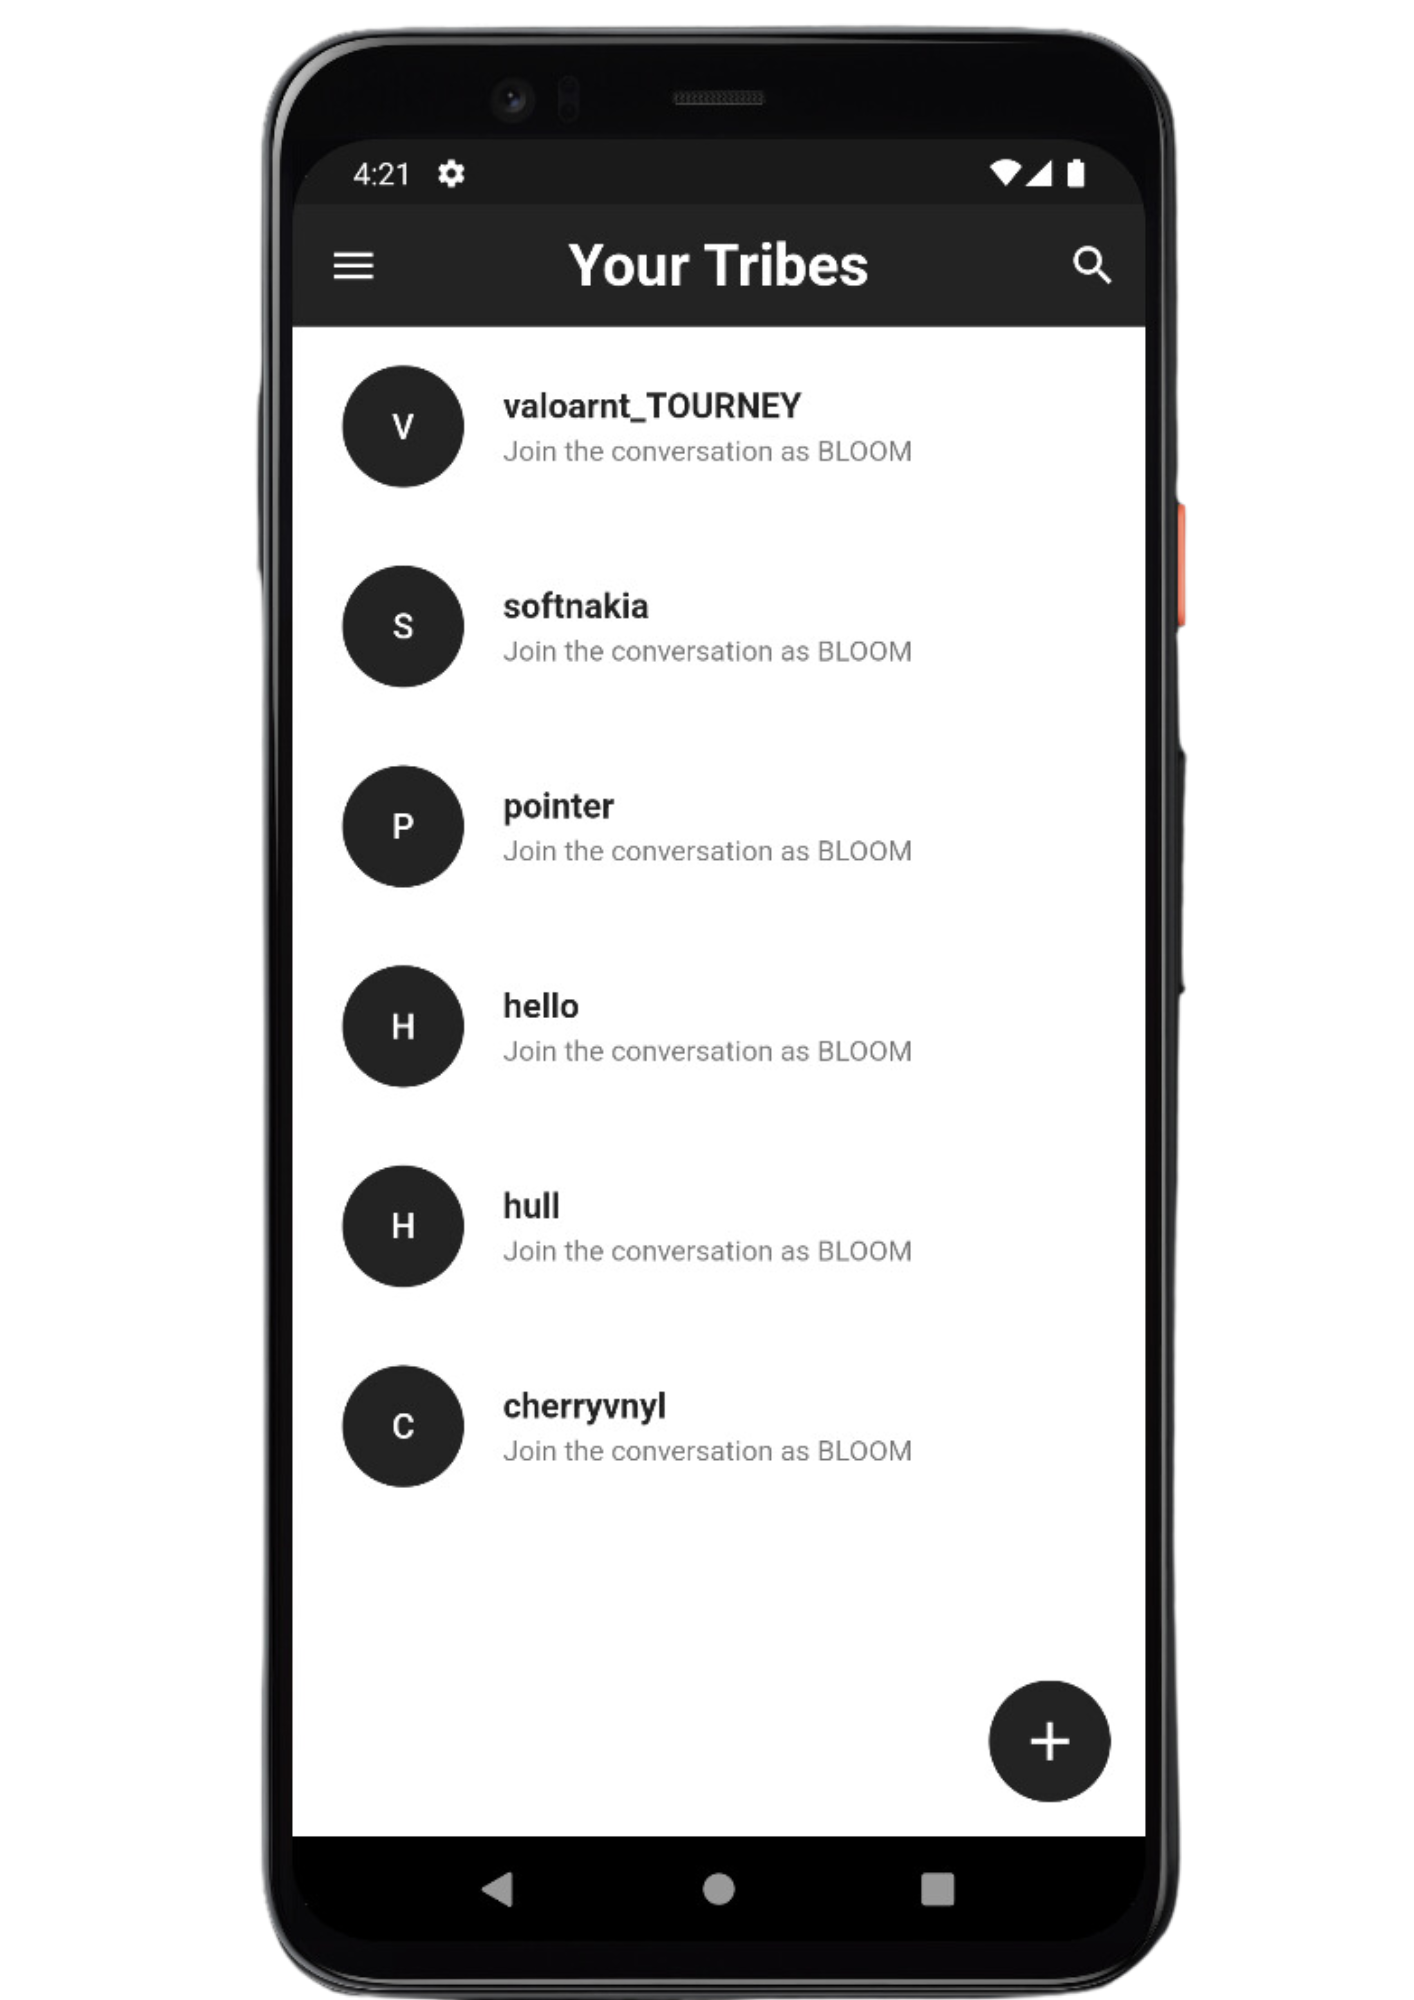 4:21
Your Tribes
V
valoarnt_TOURNEY
Join the conversation as BLOOM
S
softnakia
Join the conversation as BLOOM
P
pointer
Join the conversation as BLOOM
H
hello
Join the conversation as BLOOM
H
hull
Join the conversation as BLOOM
C
cherryvnyl
Join the conversation as BLOOM